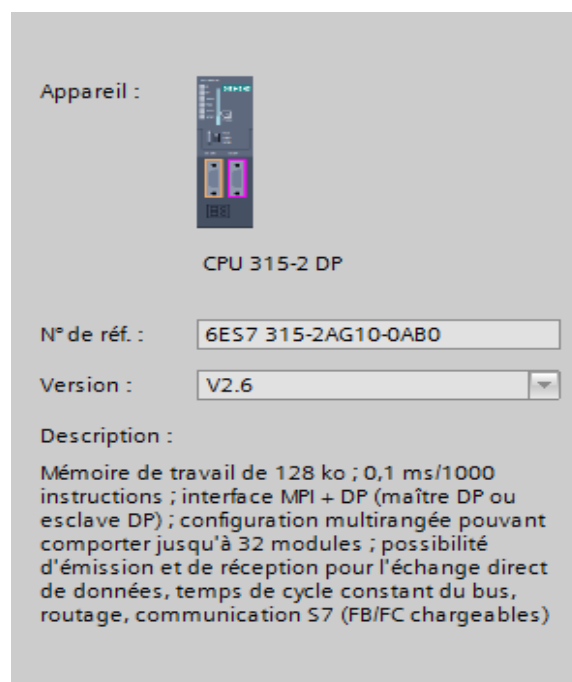 Appareil :
CPU 315-2 DP
N° de réf. :
6ES7 315-2AG10-0AB0
Version :
V2.6
Description :
Mémoire de travail de 128 ko ; 0,1 ms/1000
instructions ; interface MPI + DP (maître DP ou
esclave DP) ; configuration multirangée pouvant
comporter jusqu'à 32 modules ; possibilité
d'émission et de réception pour l'échange direct
de données, temps de cycle constant du bus,
routage, communication S7 (FB/FC chargeables)